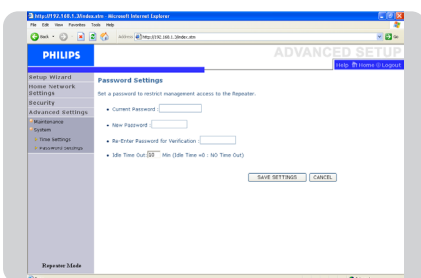 http://192.168.1.3/index.stm - Microsoft Internet Explorer
File Edit View Favorites Tools Help
Back
Address http://192.168.1.3/index.stm Go
PHILIPS
ADVANCED SETUP
Help Home Logout
Setup Wizard
Home Network Settings
Security
Advanced Settings
Maintenance
System
Time Settings
Password Settings
Repeater Mode
Password Settings
Set a password to restrict management access to the Repeater.
• Current Password :
• New Password :
• Re-Enter Password for Verification :
• Idle Time Out: 10 Min (Idle Time =0 : NO Time Out)
SAVE SETTINGS CANCEL